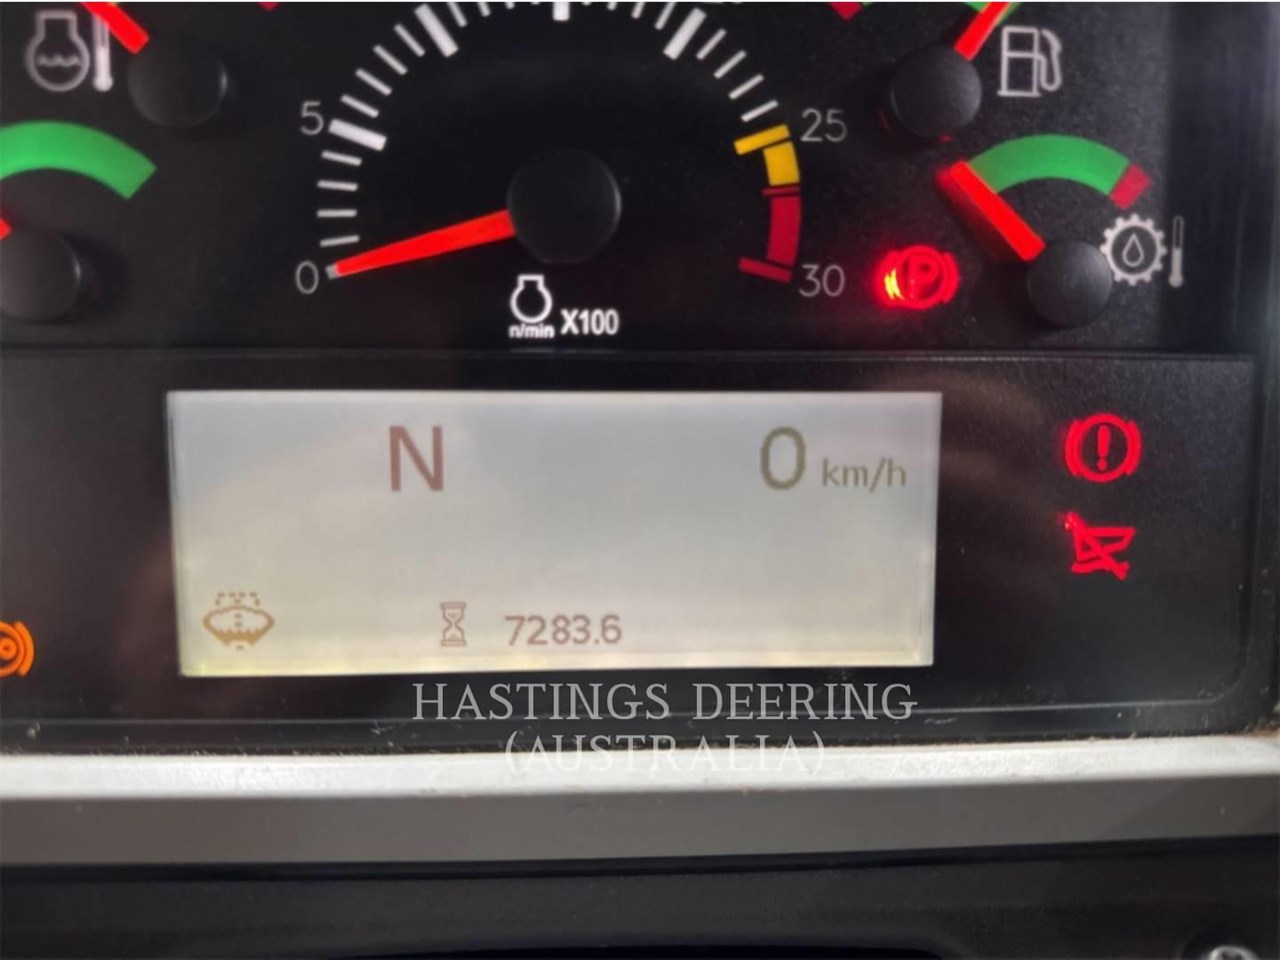 5
25
0
30
n/min X100
P
N 0 km/h
7283.6
HASTINGS DEERING
(AUSTRALIA)